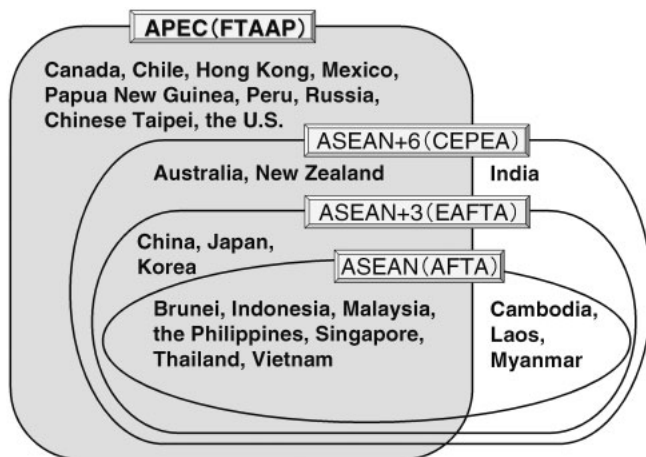 APEC(FTAAP)
Canada, Chile, Hong Kong, Mexico,
Papua New Guinea, Peru, Russia,
Chinese Taipei, the U.S.
ASEAN+6(CEPEA)
Australia, New Zealand
India
ASEAN+3(EAFTA)
China, Japan,
Korea
ASEAN(AFTA)
Brunei, Indonesia, Malaysia,
the Philippines, Singapore,
Thailand, Vietnam
Cambodia,
Laos,
Myanmar